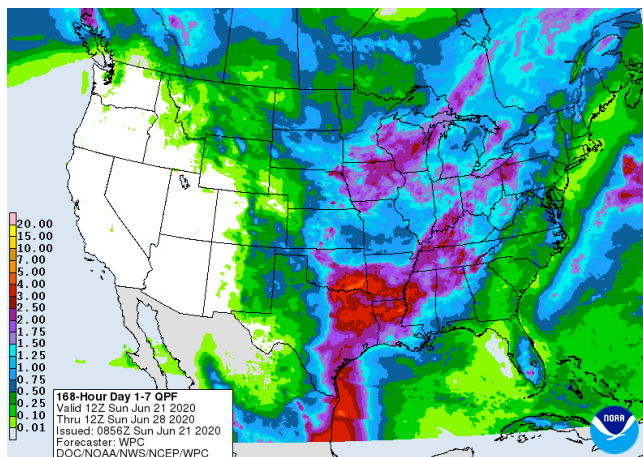 20.00
15.00
10.00
7.00
5.00
4.00
3.00
2.50
2.00
1.75
1.50
1.25
1.00
0.75
0.50
0.25
0.10
0.01
168-Hour Day 1-7 QPF
Valid 12Z Sun Jun 21 2020
Thru 12Z Sun Jun 28 2020
Issued: 0856Z Sun Jun 21 2020
Forecaster: WPC
DOC/NOAA/NWS/NCEP/WPC
NOAA